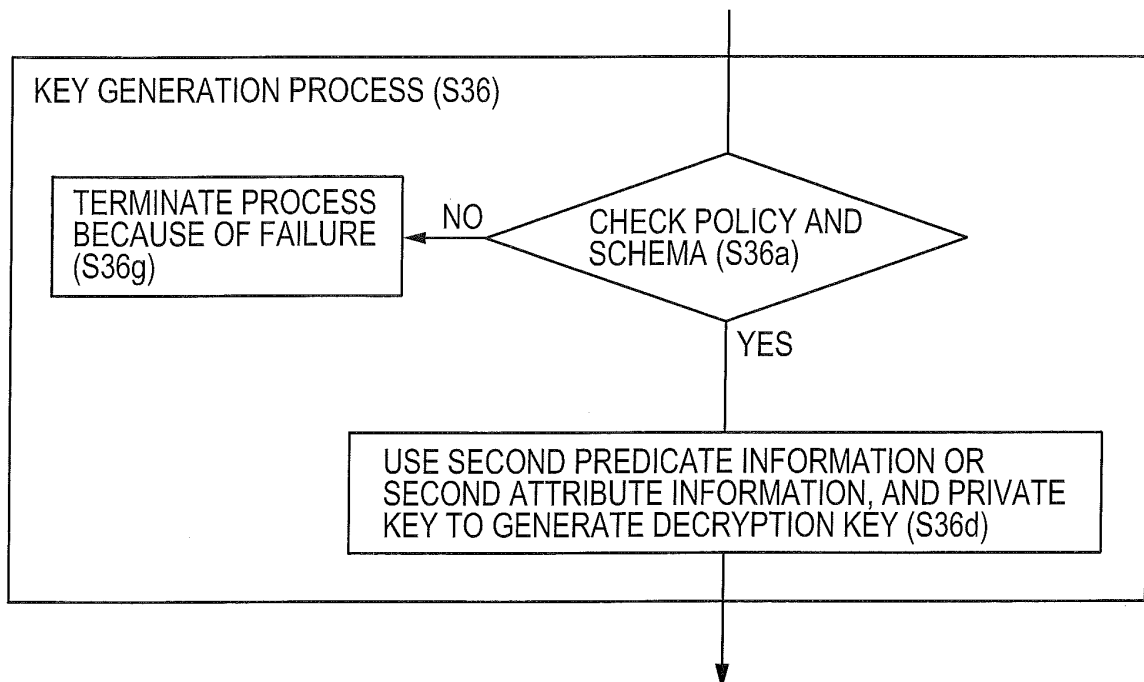 KEY GENERATION PROCESS (S36)
TERMINATE PROCESS
BECAUSE OF FAILURE
(S36g)
NO
CHECK POLICY AND
SCHEMA (S36a)
YES
USE SECOND PREDICATE INFORMATION OR
SECOND ATTRIBUTE INFORMATION, AND PRIVATE
KEY TO GENERATE DECRYPTION KEY (S36d)